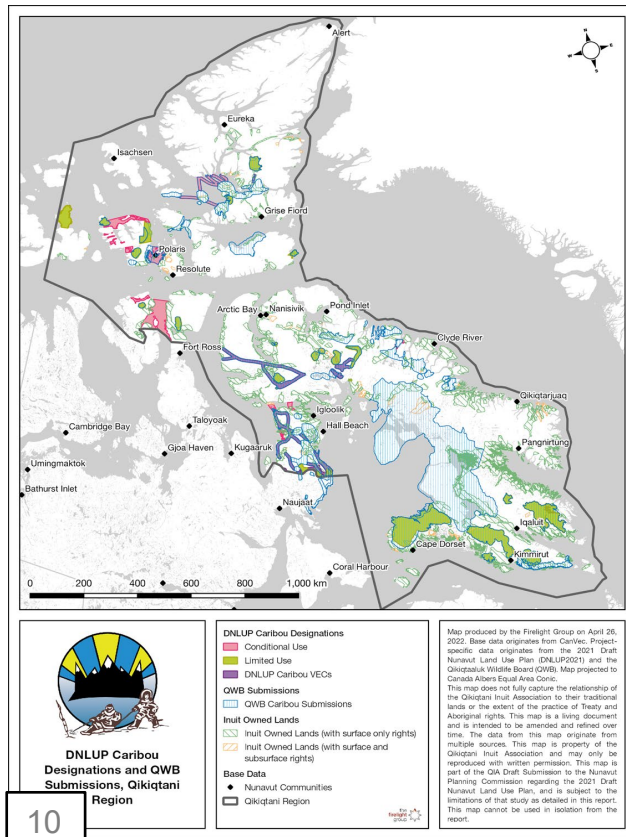 Alert
Eureka
Isachsen
Grise Fiord
Polaris
Resolute
Arctic Bay
Nanisivik
Pond Inlet
Clyde River
Fort Ross
Qikiqtarjuaq
Igloolik
Cambridge Bay
Taloyoak
Hall Beach
Pangnirtung
Gjoa Haven
Kugaaruk
Umingmaktok
Bathurst Inlet
Naujaat
Iqaluit
Cape Dorset
Kimmirut
Coral Harbour
0 200 400 600 800 1,000 km
DNLUP Caribou
Designations and QWB
Submissions, Qikiqtani
Region
10
DNLUP Caribou Designations
Conditional Use
Limited Use
DNLUP Caribou VECs
QWB Submissions
QWB Caribou Submissions
Inuit Owned Lands
Inuit Owned Lands (with surface only rights)
Inuit Owned Lands (with surface and
subsurface rights)
Base Data
Nunavut Communities
Qikiqtani Region
the
firelight
group
Map produced by the Firelight Group on April 26,
2022. Base data originates from CanVec. Project-
specific data originates from the 2021 Draft
Nunavut Land Use Plan (DNLUP2021) and the
Qikiqtaaluk Wildlife Board (QWB). Map projected to
Canada Albers Equal Area Conic.
This map does not fully capture the relationship of
the Qikiqtani Inuit Association to their traditional
lands or the extent of the practice of Treaty and
Aboriginal rights. This map is a living document
and is intended to be amended and refined over
time. The data from this map originate from
multiple sources. This map is property of the
Qikiqtani Inuit Association and may only be
reproduced with written permission. This map is
part of the QIA Draft Submission to the Nunavut
Planning Commission regarding the 2021 Draft
Nunavut Land Use Plan, and is subject to the
limitations of that study as detailed in this report.
This map cannot be used in isolation from the
report.